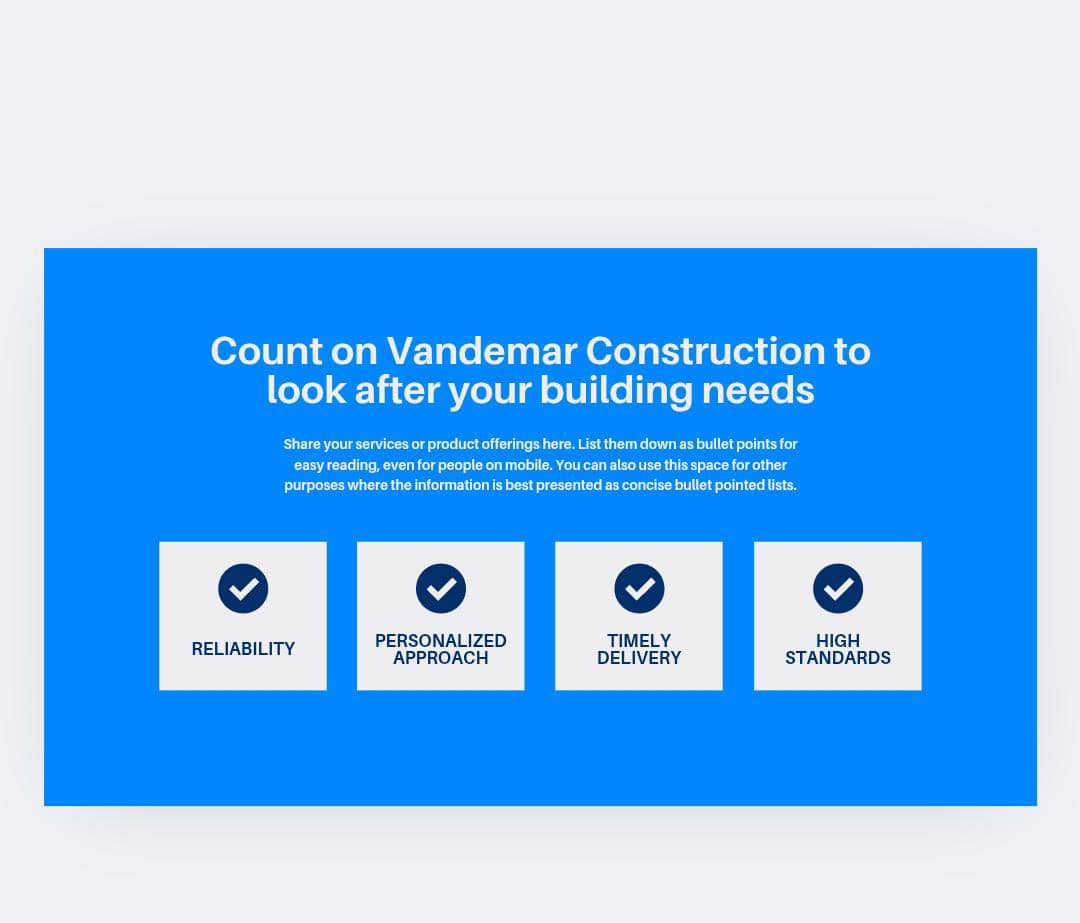 Count on Vandemar Construction to
look after your building needs
Share your services or product offerings here. List them down as bullet points for
easy reading, even for people on mobile. You can also use this space for other
purposes where the information is best presented as concise bullet pointed lists.
RELIABILITY
PERSONALIZED
APPROACH
TIMELY
DELIVERY
HIGH
STANDARDS